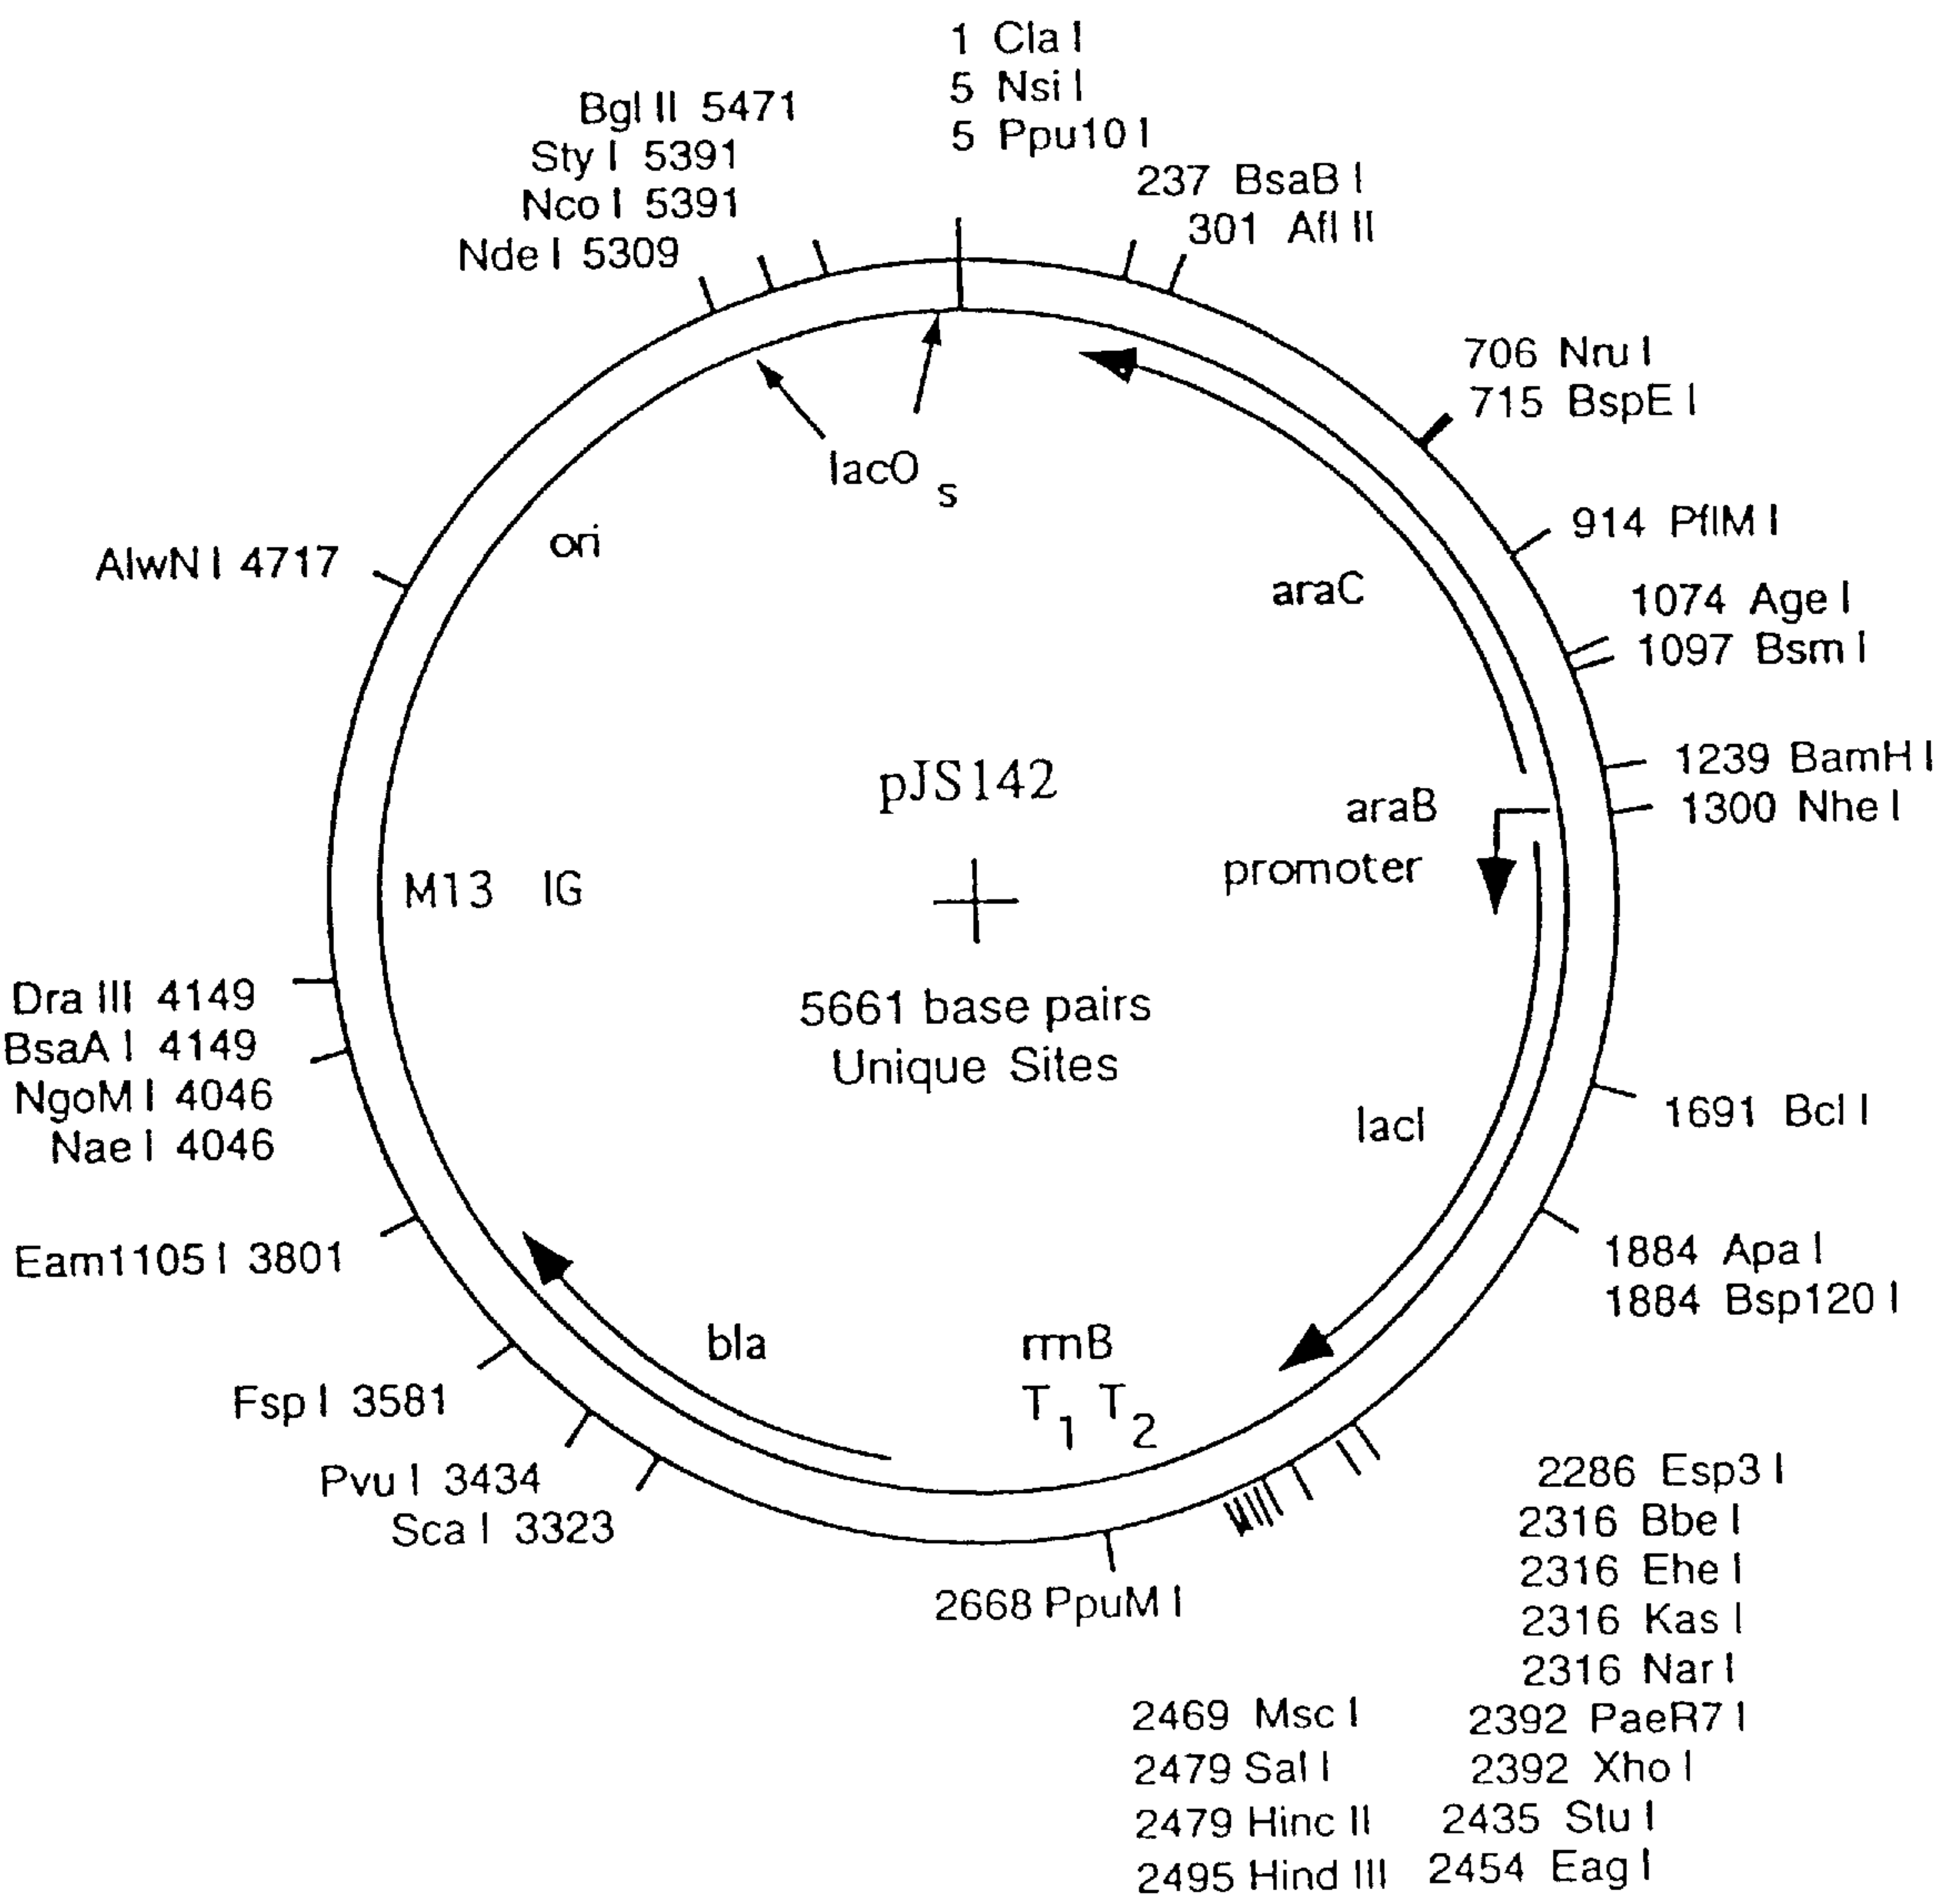 1 Cla I
5 Nsi I
5 Ppu10 I
Bgl II 5471
Sty I 5391
Nco I 5391
Nde I 5309
237 BsaB I
301 Afl II
706 Nru I
715 BspE I
914 PflM I
1074 Age I
1097 Bsm I
1239 BamH I
1300 Nhe I
1691 Bcl I
1884 Apa I
1884 Bsp120 I
2286 Esp3 I
2316 Bbe I
2316 Ehe I
2316 Kas I
2316 Nar I
2392 PaeR7 I
2392 Xho I
2435 Stu I
2454 Eag I
2469 Msc I
2479 Sal I
2479 Hinc II
2495 Hind III
2668 PpuM I
Sca I 3323
Pvu I 3434
Fsp I 3581
Eam1105 I 3801
Nae I 4046
NgoM I 4046
BsaA I 4149
Dra III 4149
AlwN I 4717
lacO s
ori
araC
araB
promoter
pJS142
M13 IG
5661 base pairs
Unique Sites
lacI
bla
rrnB
T1 T2